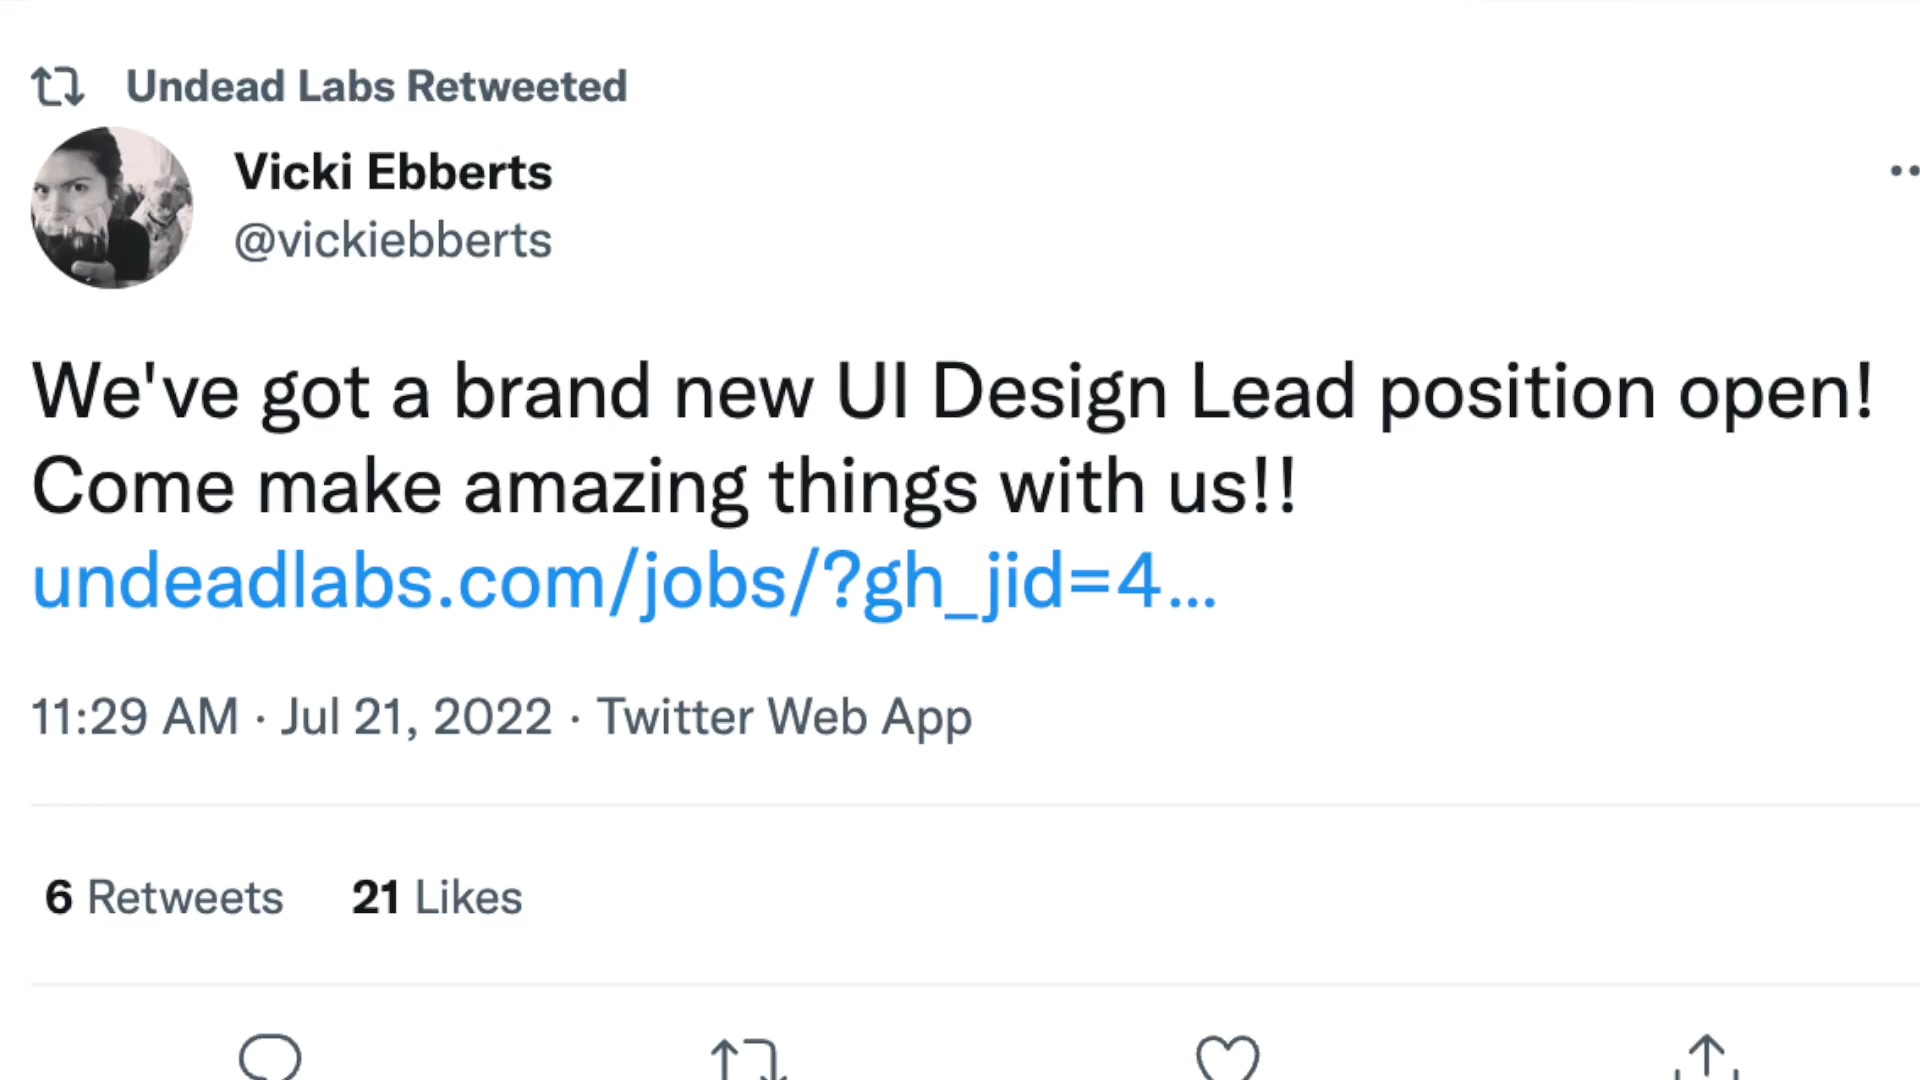 Undead Labs Retweeted
Vicki Ebberts
@vickiebberts
We've got a brand new UI Design Lead position open!
Come make amazing things with us!!
undeadlabs.com/jobs/?gh_jid=4...
11:29 AM · Jul 21, 2022 · Twitter Web App
6 Retweets 21 Likes